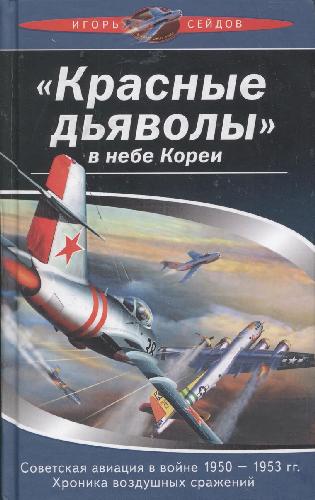 ИГОРЬ СЕЙДОВ
«Красные
дьяволы»
в небе Кореи
Советская авиация в войне 1950 – 1953 гг.
Хроника воздушных сражений